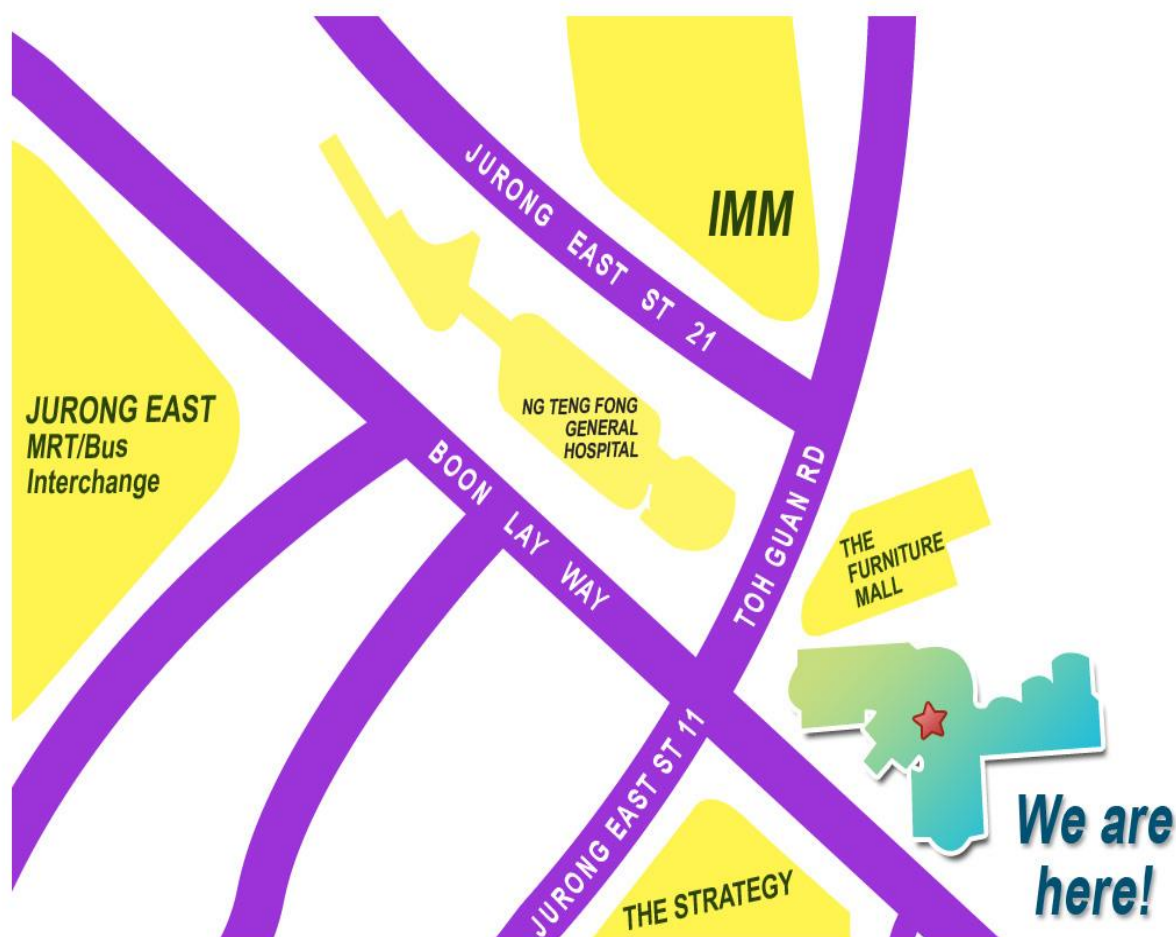 JURONG EAST ST 21
IMM
JURONG EAST
MRT/Bus
Interchange
NG TENG FONG
GENERAL
HOSPITAL
BOON LAY WAY
TOH GUAN RD
THE
FURNITURE
MALL
JURONG EAST ST 11
THE STRATEGY
We are
here!